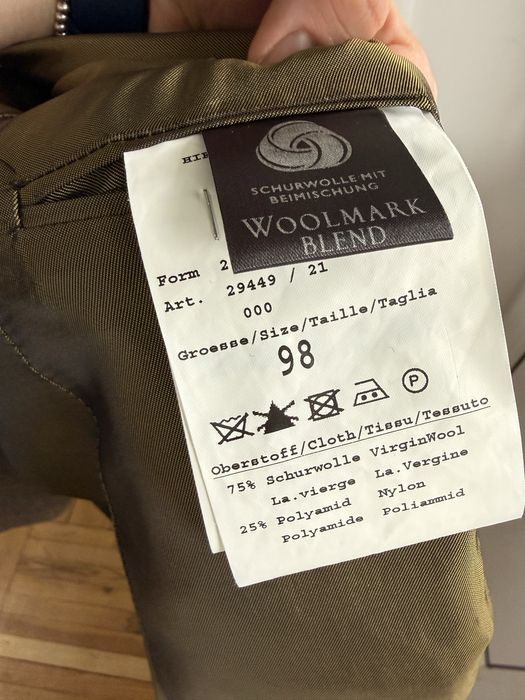 SCHURWOLLE MIT
BEIMISCHUNG
WOOLMARK
BLEND
Form 2
Art. 29449 / 21
000
Groesse/Size/Taille/Taglia
98
P
Oberstoff/Cloth/Tissu/Tessuto
75% Schurwolle VirginWool
La.vierge La.Vergine
25% Polyamid Nylon
Polyamide Poliammid